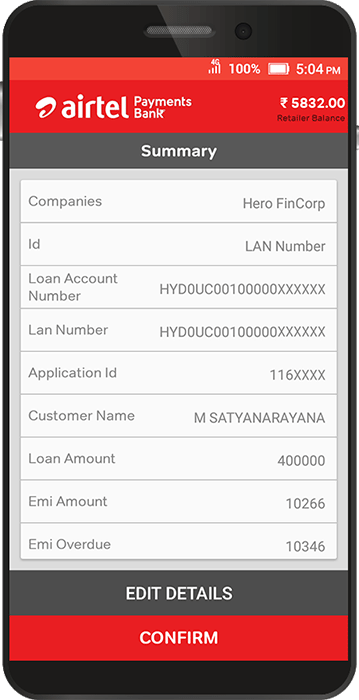 4G
100%
5:04 PM
airtel Payments Bank
₹ 5832.00
Retailer Balance
Summary
Companies Hero FinCorp
Id LAN Number
Loan Account
Number HYD0UC00100000XXXXXX
Lan Number HYD0UC00100000XXXXXX
Application Id 116XXXX
Customer Name M SATYANARAYANA
Loan Amount 400000
Emi Amount 10266
Emi Overdue 10346
EDIT DETAILS
CONFIRM